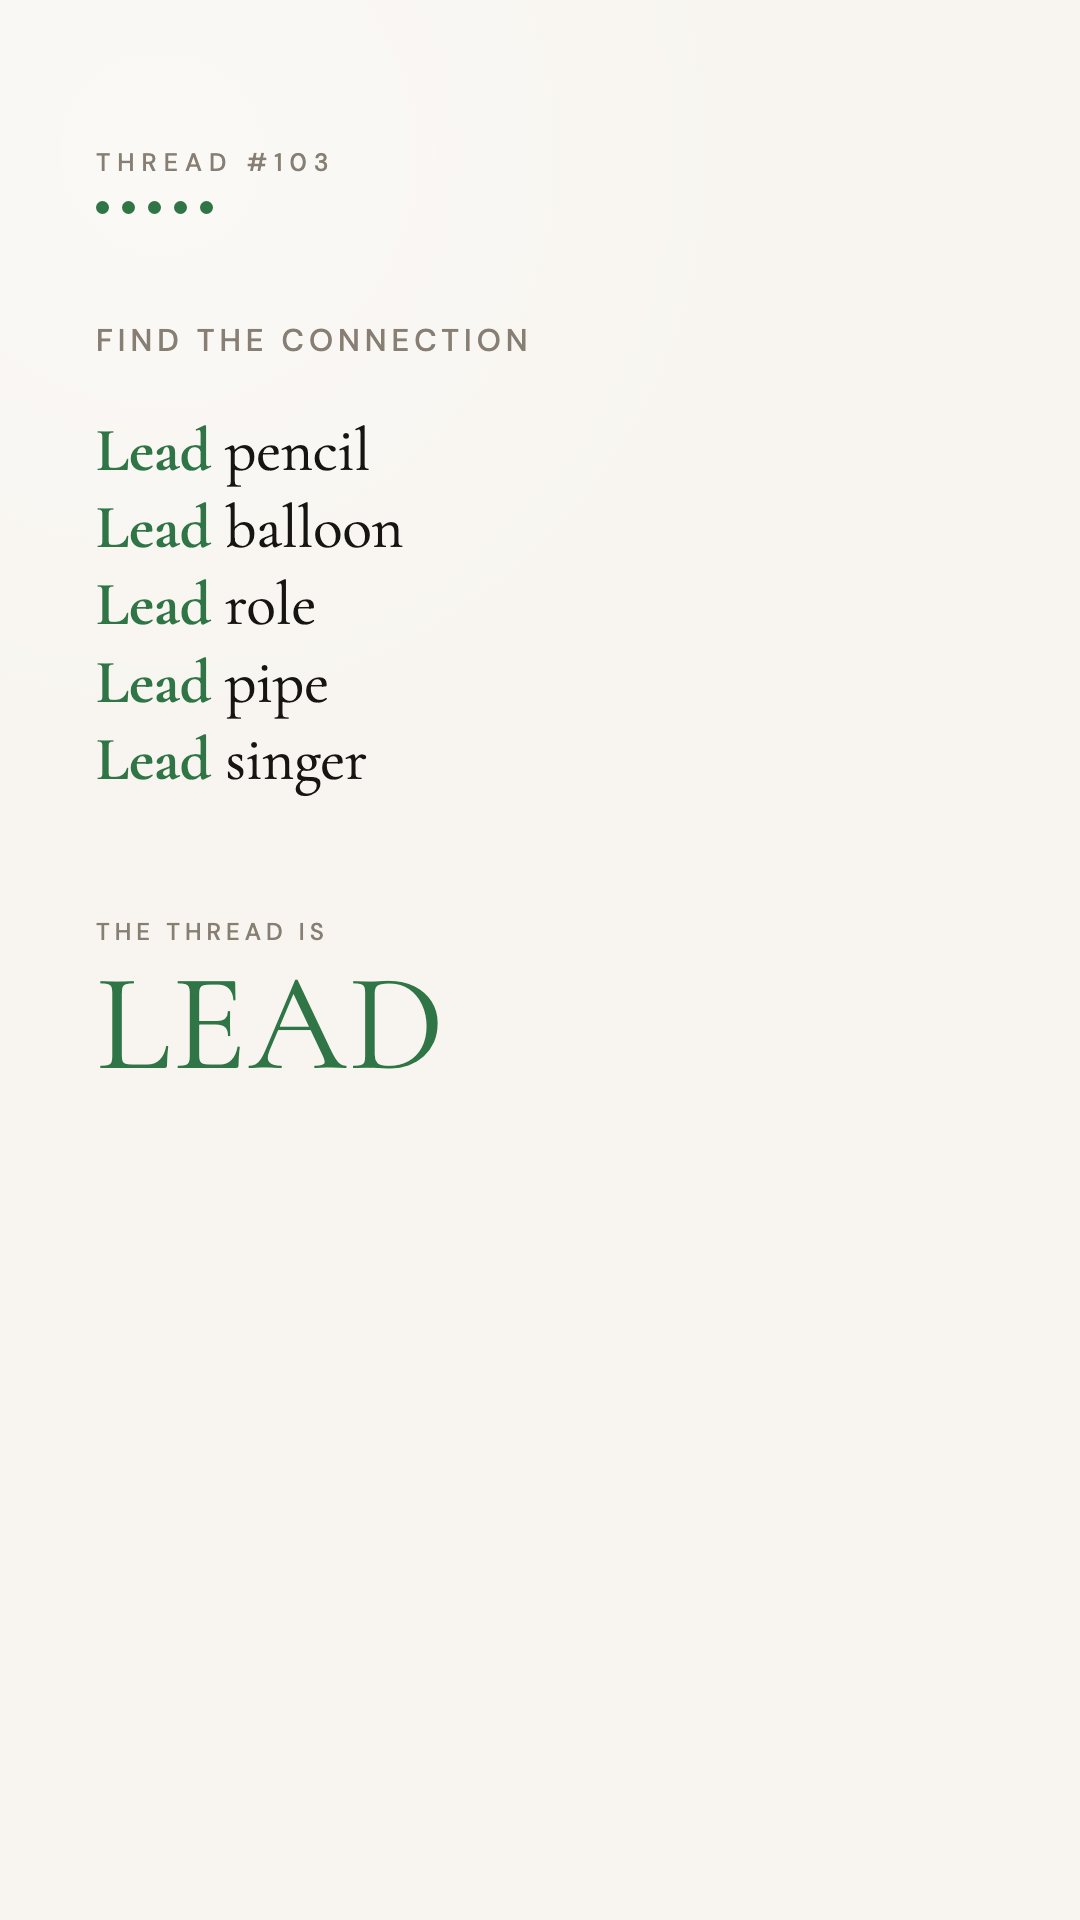 THREAD #103
FIND THE CONNECTION
Lead pencil
Lead balloon
Lead role
Lead pipe
Lead singer
THE THREAD IS
LEAD